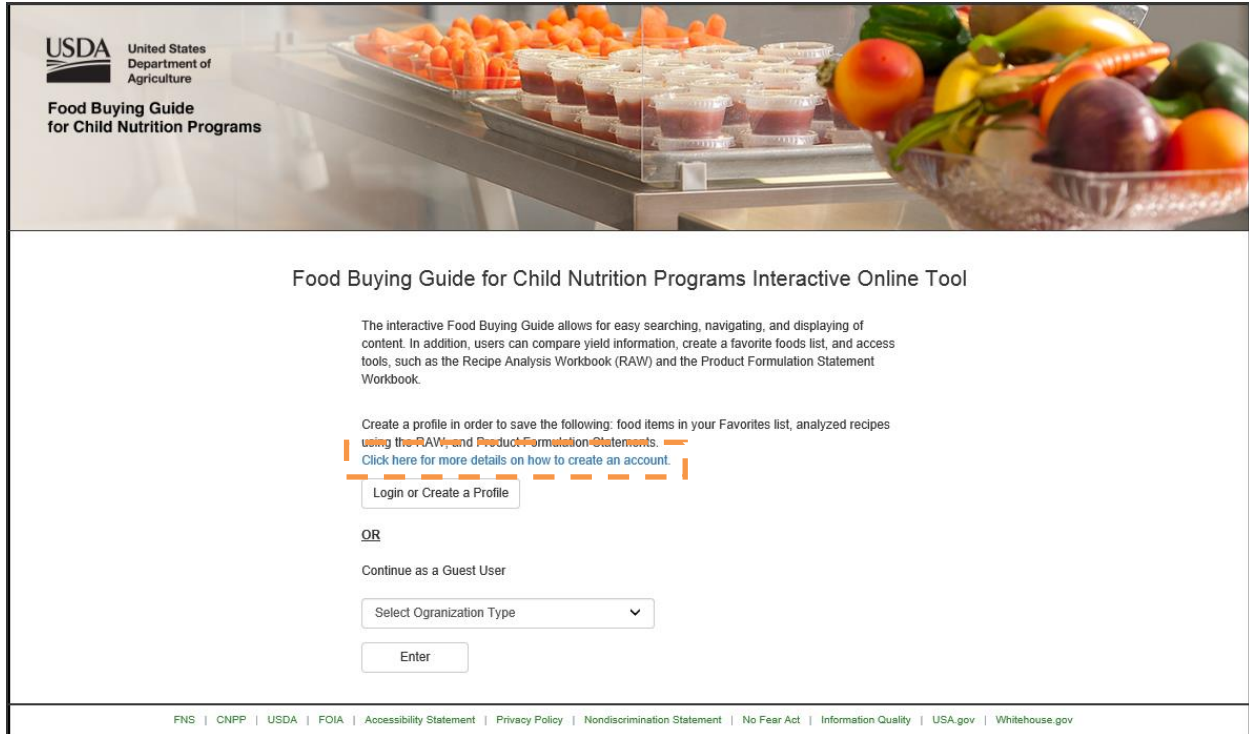 USDA
United States
Department of
Agriculture
Food Buying Guide
for Child Nutrition Programs
Food Buying Guide for Child Nutrition Programs Interactive Online Tool
The interactive Food Buying Guide allows for easy searching, navigating, and displaying of
content. In addition, users can compare yield information, create a favorite foods list, and access
tools, such as the Recipe Analysis Workbook (RAW) and the Product Formulation Statement
Workbook.
Create a profile in order to save the following: food items in your Favorites list, analyzed recipes
using the RAW, and Product Formulation Statements.
Click here for more details on how to create an account.
Login or Create a Profile
OR
Continue as a Guest User
Select Ogranization Type
Enter
FNS | CNPP | USDA | FOIA | Accessibility Statement | Privacy Policy | Nondiscrimination Statement | No Fear Act | Information Quality | USA.gov | Whitehouse.gov